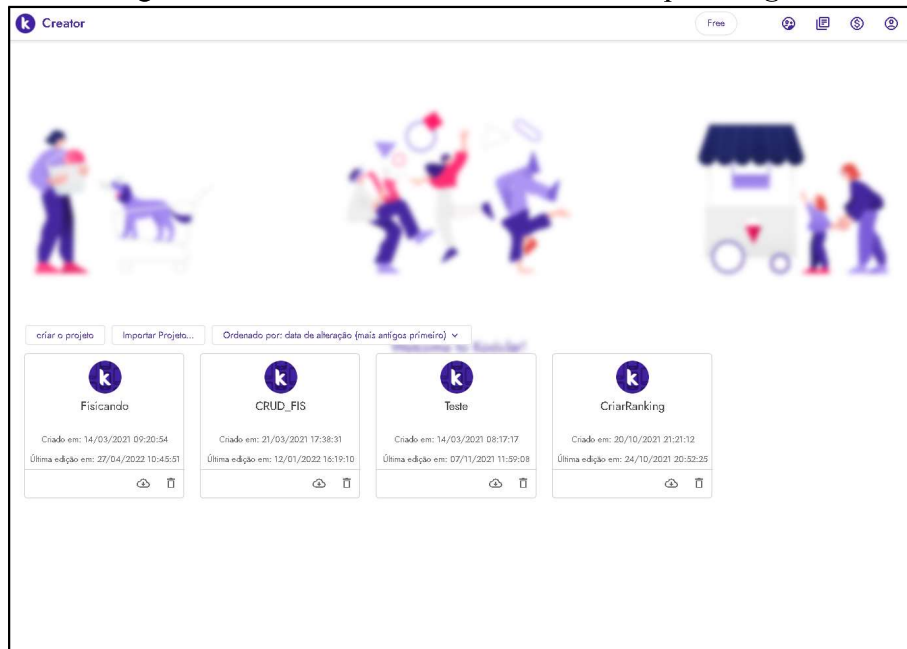 Creator
Free
criar o projeto
Importar Projeto...
Ordenado por: data de alteração (mais antigos primeiro)
Welcome to Kodular!
Fisicando
Criado em: 14/03/2021 09:20:54
Última edição em: 27/04/2022 10:45:51
CRUD_FIS
Criado em: 21/03/2021 17:38:31
Última edição em: 12/01/2022 16:19:10
Teste
Criado em: 14/03/2021 08:17:17
Última edição em: 07/11/2021 11:59:08
CriarRanking
Criado em: 20/10/2021 21:21:12
Última edição em: 24/10/2021 20:52:25